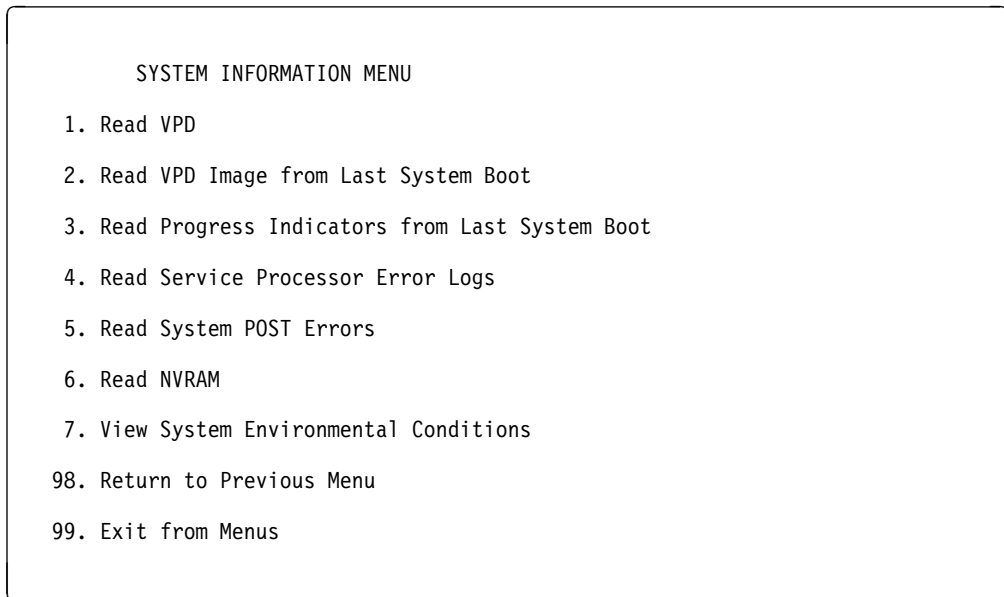 SYSTEM INFORMATION MENU
1. Read VPD
2. Read VPD Image from Last System Boot
3. Read Progress Indicators from Last System Boot
4. Read Service Processor Error Logs
5. Read System POST Errors
6. Read NVRAM
7. View System Environmental Conditions
98. Return to Previous Menu
99. Exit from Menus